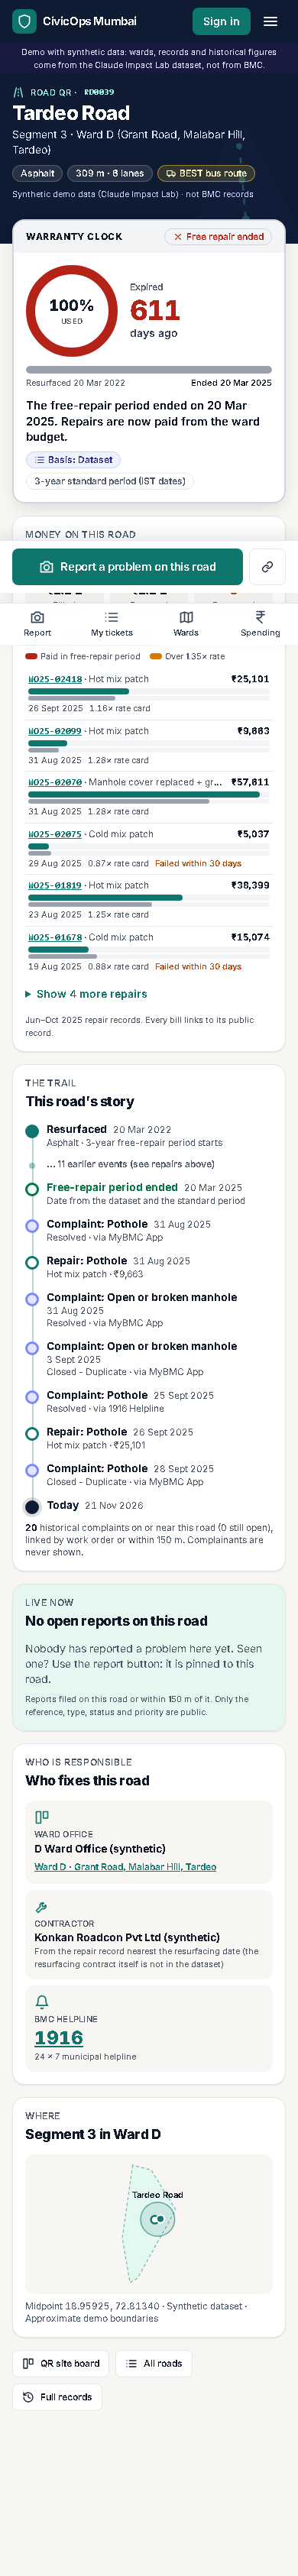 CivicOps Mumbai
Sign in
Demo with synthetic data: wards, records and historical figures
come from the Claude Impact Lab dataset, not from BMC.
ROAD QR · RD0039
Tardeo Road
Segment 3 · Ward D (Grant Road, Malabar Hill,
Tardeo)
Asphalt
309 m · 6 lanes
BEST bus route
Synthetic demo data (Claude Impact Lab) · not BMC records
WARRANTY CLOCK
Free repair ended
100%
USED
Expired
611
days ago
Resurfaced 20 Mar 2022
Ended 20 Mar 2025
The free-repair period ended on 20 Mar
2025. Repairs are now paid from the ward
budget.
Basis: Dataset
3-year standard period (IST dates)
MONEY ON THIS ROAD
Report a problem on this road
Report
My tickets
Wards
Spending
Paid in free-repair period
Over 1.35× rate
WO25-02418 · Hot mix patch
₹25,101
26 Sept 2025 1.16× rate card
WO25-02099 · Hot mix patch
₹9,663
31 Aug 2025 1.28× rate card
WO25-02070 · Manhole cover replaced + gr...
₹57,611
31 Aug 2025 1.28× rate card
WO25-02075 · Cold mix patch
₹5,037
29 Aug 2025 0.87× rate card Failed within 30 days
WO25-01819 · Hot mix patch
₹38,399
23 Aug 2025 1.25× rate card
WO25-01678 · Cold mix patch
₹15,074
19 Aug 2025 0.88× rate card Failed within 30 days
Show 4 more repairs
Jun–Oct 2025 repair records. Every bill links to its public
record.
THE TRAIL
This road's story
Resurfaced 20 Mar 2022
Asphalt · 3-year free-repair period starts
... 11 earlier events (see repairs above)
Free-repair period ended 20 Mar 2025
Date from the dataset and the standard period
Complaint: Pothole 31 Aug 2025
Resolved · via MyBMC App
Repair: Pothole 31 Aug 2025
Hot mix patch · ₹9,663
Complaint: Open or broken manhole
31 Aug 2025
Resolved · via MyBMC App
Complaint: Open or broken manhole
3 Sept 2025
Closed - Duplicate · via MyBMC App
Complaint: Pothole 25 Sept 2025
Resolved · via 1916 Helpline
Repair: Pothole 26 Sept 2025
Hot mix patch · ₹25,101
Complaint: Pothole 28 Sept 2025
Closed - Duplicate · via MyBMC App
Today 21 Nov 2026
20 historical complaints on or near this road (0 still open),
linked by work order or within 150 m. Complainants are
never shown.
LIVE NOW
No open reports on this road
Nobody has reported a problem here yet. Seen
one? Use the report button: it is pinned to this
road.
Reports filed on this road or within 150 m of it. Only the
reference, type, status and priority are public.
WHO IS RESPONSIBLE
Who fixes this road
WARD OFFICE
D Ward Office (synthetic)
Ward D · Grant Road, Malabar Hill, Tardeo
CONTRACTOR
Konkan Roadcon Pvt Ltd (synthetic)
From the repair record nearest the resurfacing date (the
resurfacing contract itself is not in the dataset)
BMC HELPLINE
1916
24 × 7 municipal helpline
WHERE
Segment 3 in Ward D
Tardeo Road
Midpoint 18.95925, 72.81340 · Synthetic dataset ·
Approximate demo boundaries
QR site board
All roads
Full records